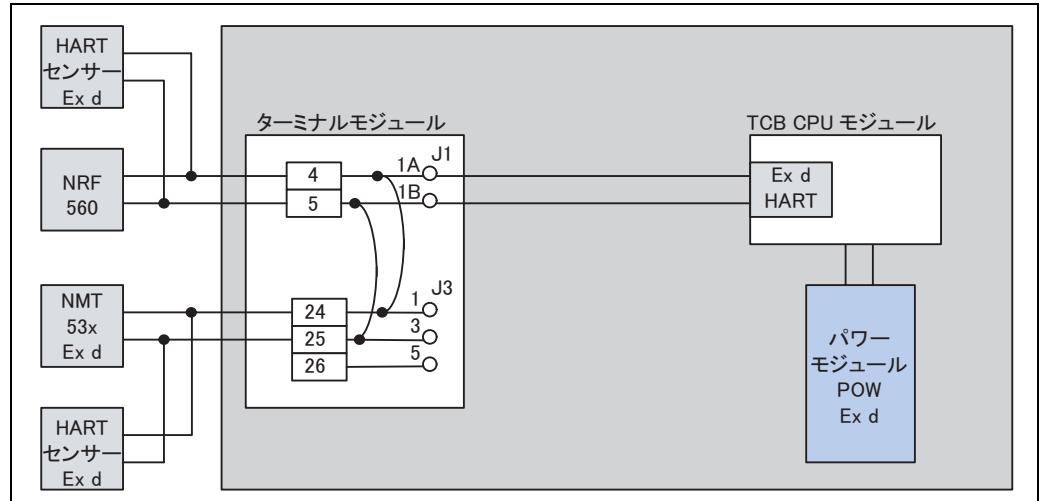 HART
センサー
Ex d
NRF
560
NMT
53x
Ex d
HART
センサー
Ex d
ターミナルモジュール
4
5
1A
J1
1B
24
25
26
1
J3
3
5
TCB CPU モジュール
Ex d
HART
パワー
モジュール
POW
Ex d